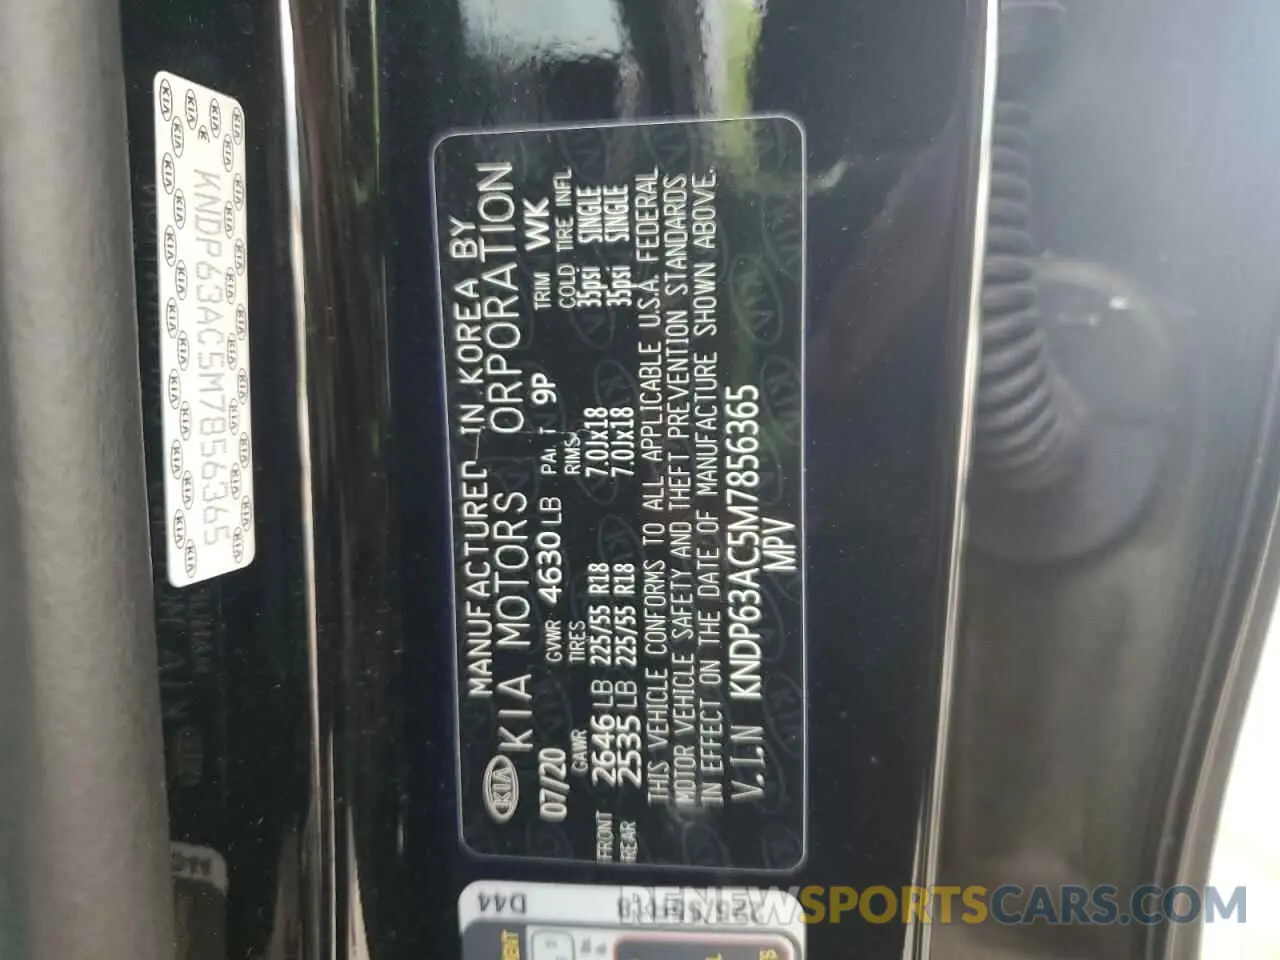 KNDP63AC5M7856365
KIA
MANUFACTURED IN KOREA BY
KIA MOTORS ORPORATION
07/20 GVWR 4630 LB PAI T 9P TRIM WK
GAWR TIRES RIMS COLD TIRE INFL
FRONT 2646 LB 225/55 R18 7.0Jx18 35psi SINGLE
REAR 2535 LB 225/55 R18 7.0Jx18 35psi SINGLE
THIS VEHICLE CONFORMS TO ALL APPLICABLE U.S.A. FEDERAL
MOTOR VEHICLE SAFETY AND THEFT PREVENTION STANDARDS
IN EFFECT ON THE DATE OF MANUFACTURE SHOWN ABOVE.
V.I.N KNDP63AC5M7856365
MPV
D44
RENEWSPORTSCARS.COM